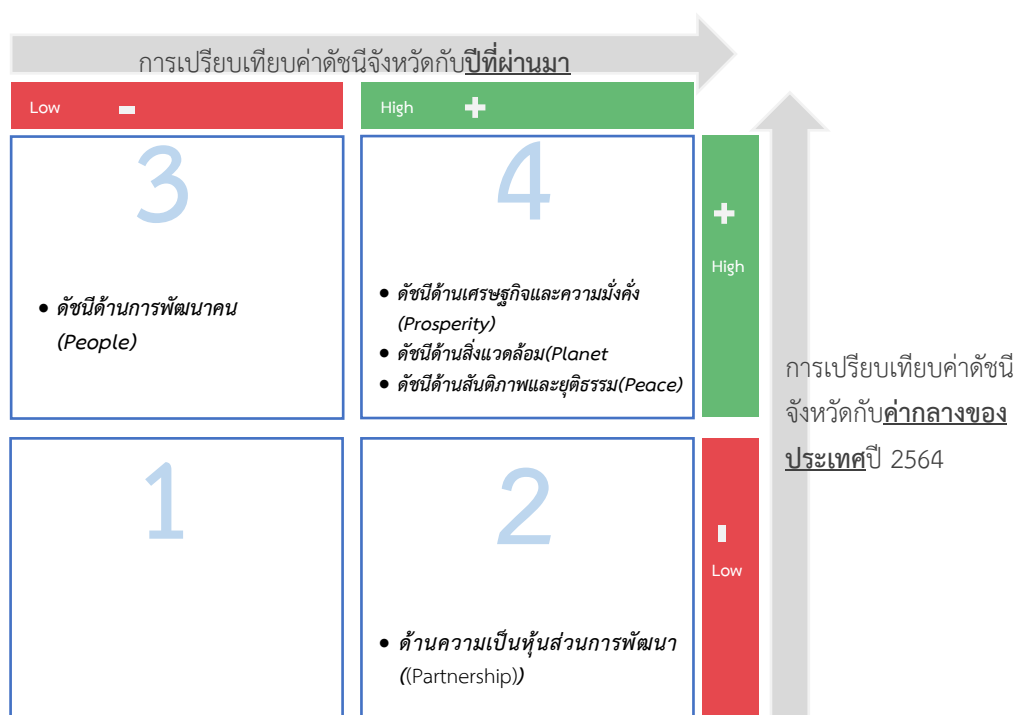 การเปรียบเทียบค่าดัชนีจังหวัดกับปีที่ผ่านมา
Low -
High +
3
4
+
High
• ดัชนีด้านการพัฒนาคน
(People)
• ดัชนีด้านเศรษฐกิจและความมั่งคั่ง
(Prosperity)
• ดัชนีด้านสิ่งแวดล้อม(Planet
• ดัชนีด้านสันติภาพและยุติธรรม(Peace)
การเปรียบเทียบค่าดัชนี
จังหวัดกับค่ากลางของ
ประเทศปี 2564
1
2
-
Low
• ด้านความเป็นหุ้นส่วนการพัฒนา
((Partnership))